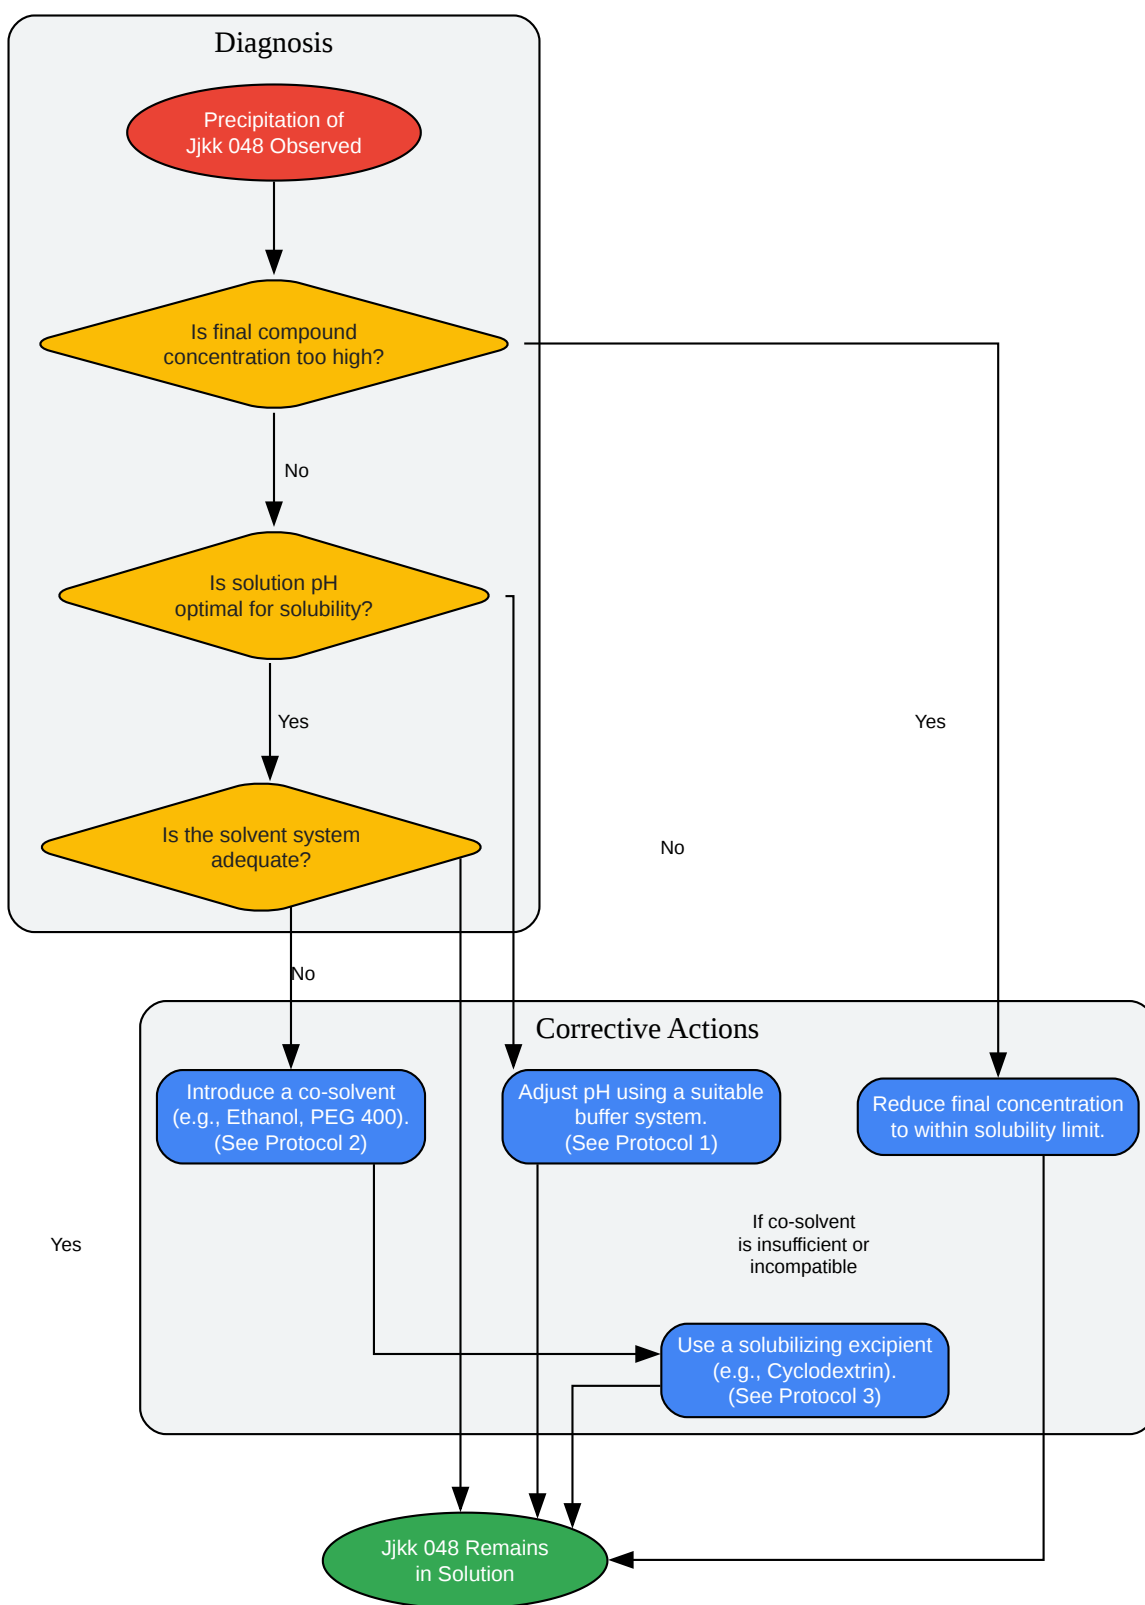 Diagnosis
Precipitation of
Jjkk 048 Observed
Is final compound
concentration too high?
No
Is solution pH
optimal for solubility?
Yes
Yes
Is the solvent system
adequate?
No
No
Corrective Actions
Introduce a co-solvent
(e.g., Ethanol, PEG 400).
(See Protocol 2)
Adjust pH using a suitable
buffer system.
(See Protocol 1)
Reduce final concentration
to within solubility limit.
Yes
If co-solvent
is insufficient or
incompatible
Use a solubilizing excipient
(e.g., Cyclodextrin).
(See Protocol 3)
Jjkk 048 Remains
in Solution